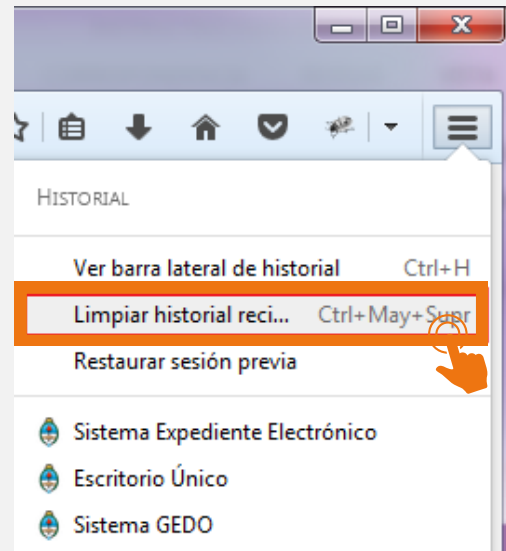 HISTORIAL
Ver barra lateral de historial Ctrl+H
Limpiar historial reci... Ctrl+May+Supr
Restaurar sesión previa
Sistema Expediente Electrónico
Escritorio Único
Sistema GEDO